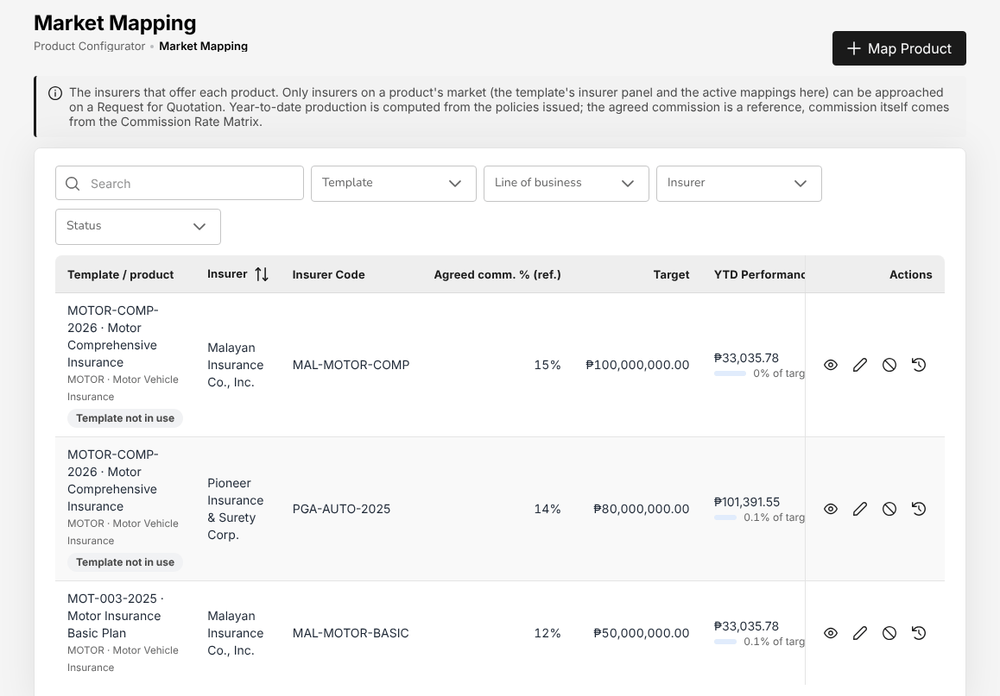 Market Mapping
Product Configurator • Market Mapping
Map Product
The insurers that offer each product. Only insurers on a product's market (the template's insurer panel and the active mappings here) can be approached
on a Request for Quotation. Year-to-date production is computed from the policies issued; the agreed commission is a reference, commission itself comes
from the Commission Rate Matrix.
Search
Template
Line of business
Insurer
Status
Template / product
Insurer
Insurer Code
Agreed comm. % (ref.)
Target
YTD Performanc
Actions
MOTOR-COMP-
2026 · Motor
Comprehensive
Insurance
MOTOR · Motor Vehicle
Insurance
Template not in use
Malayan
Insurance
Co., Inc.
MAL-MOTOR-COMP
15%
₱100,000,000.00
₱33,035.78
0% of targ
MOTOR-COMP-
2026 · Motor
Comprehensive
Insurance
MOTOR · Motor Vehicle
Insurance
Template not in use
Pioneer
Insurance
& Surety
Corp.
PGA-AUTO-2025
14%
₱80,000,000.00
₱101,391.55
0.1% of targ
MOT-003-2025 ·
Motor Insurance
Basic Plan
MOTOR · Motor Vehicle
Insurance
Malayan
Insurance
Co., Inc.
MAL-MOTOR-BASIC
12%
₱50,000,000.00
₱33,035.78
0.1% of targ